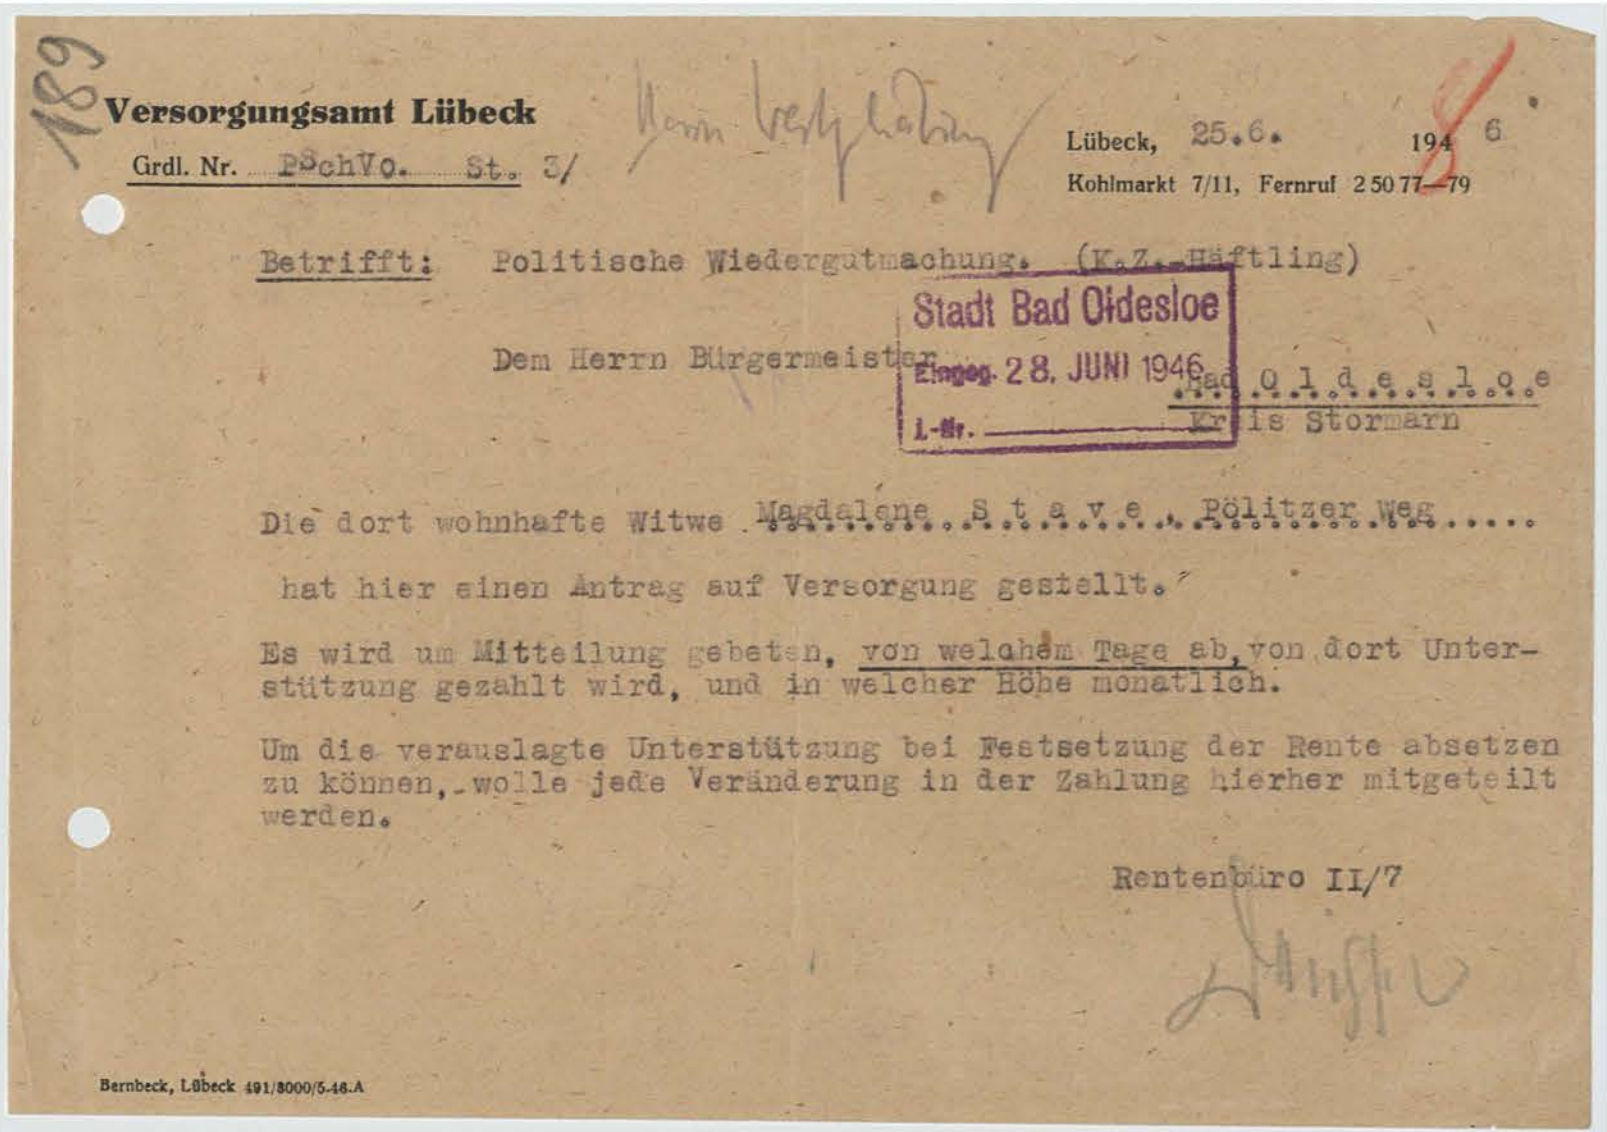 189
Versorgungsamt Lübeck
Grdl. Nr. PSchVo. St. 3/
Herrn
Lübeck, 25.6. 194 6
Kohlmarkt 7/11, Fernruf 2 50 77—79
Betrifft: Politische Wiedergutmachung. (K.Z.-Häftling)
Stadt Bad Oldesloe
Eingeg. 28. JUNI 1946
J.-Nr.
Dem Herrn Bürgermeister
Bad O l d e s l o e
Kreis Stormarn
Die dort wohnhafte Witwe Magdalene S t a v e , Pölitzer Weg
hat hier einen Antrag auf Versorgung gestellt.
Es wird um Mitteilung gebeten, von welchem Tage ab, von dort Unter-
stützung gezahlt wird, und in welcher Höhe monatlich.
Um die verauslagte Unterstützung bei Festsetzung der Rente absetzen
zu können, wolle jede Veränderung in der Zahlung hierher mitgeteilt
werden.
Rentenbüro II/7
Bernbeck, Lübeck 491/8000/5-46.A